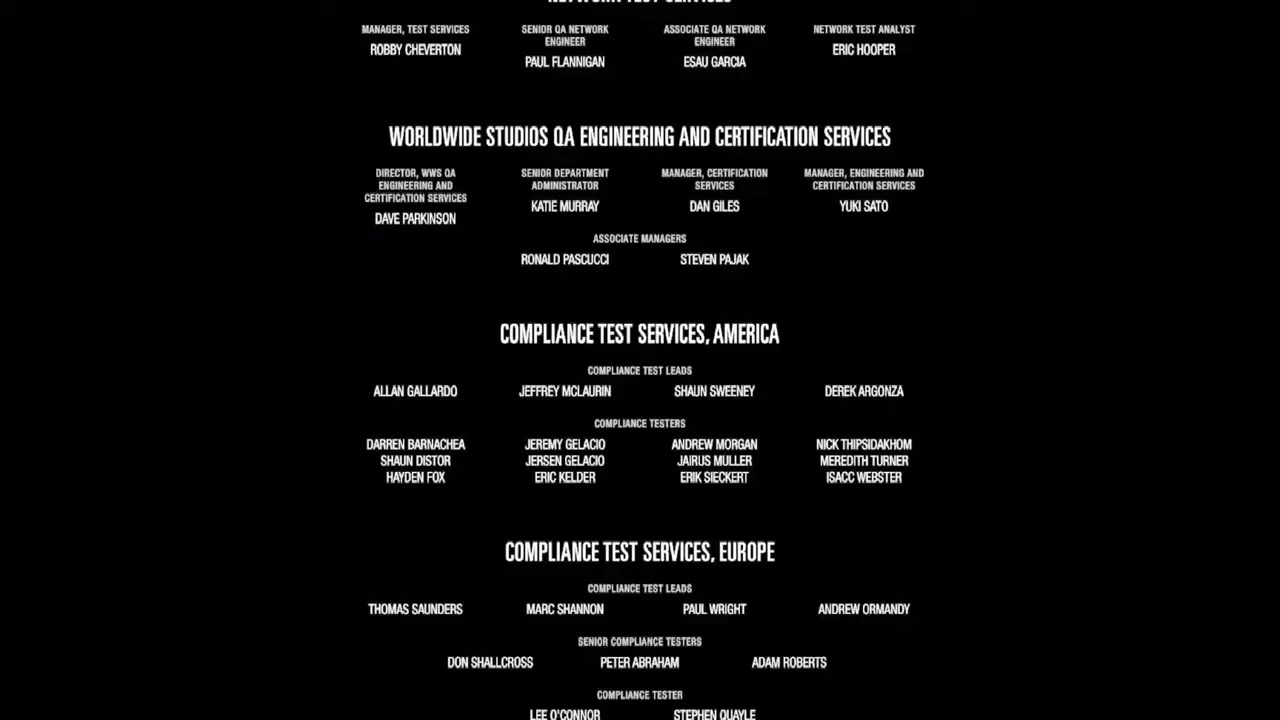 NETWORK TEST SERVICES
MANAGER, TEST SERVICES
ROBBY CHEVERTON
SENIOR QA NETWORK
ENGINEER
PAUL FLANNIGAN
ASSOCIATE QA NETWORK
ENGINEER
ESAU GARCIA
NETWORK TEST ANALYST
ERIC HOOPER
WORLDWIDE STUDIOS QA ENGINEERING AND CERTIFICATION SERVICES
DIRECTOR, WWS QA
ENGINEERING AND
CERTIFICATION SERVICES
DAVE PARKINSON
SENIOR DEPARTMENT
ADMINISTRATOR
KATIE MURRAY
MANAGER, CERTIFICATION
SERVICES
DAN GILES
MANAGER, ENGINEERING AND
CERTIFICATION SERVICES
YUKI SATO
ASSOCIATE MANAGERS
RONALD PASCUCCI STEVEN PAJAK
COMPLIANCE TEST SERVICES, AMERICA
COMPLIANCE TEST LEADS
ALLAN GALLARDO JEFFREY MCLAURIN SHAUN SWEENEY DEREK ARGONZA
COMPLIANCE TESTERS
DARREN BARNACHEA JEREMY GELACIO ANDREW MORGAN NICK THIPSIDAKHOM
SHAUN DISTOR JERSEN GELACIO JAIRUS MULLER MEREDITH TURNER
HAYDEN FOX ERIC KELDER ERIK SIECKERT ISACC WEBSTER
COMPLIANCE TEST SERVICES, EUROPE
COMPLIANCE TEST LEADS
THOMAS SAUNDERS MARC SHANNON PAUL WRIGHT ANDREW ORMANDY
SENIOR COMPLIANCE TESTERS
DON SHALLCROSS PETER ABRAHAM ADAM ROBERTS
COMPLIANCE TESTER
LEE O'CONNOR STEPHEN QUAYLE